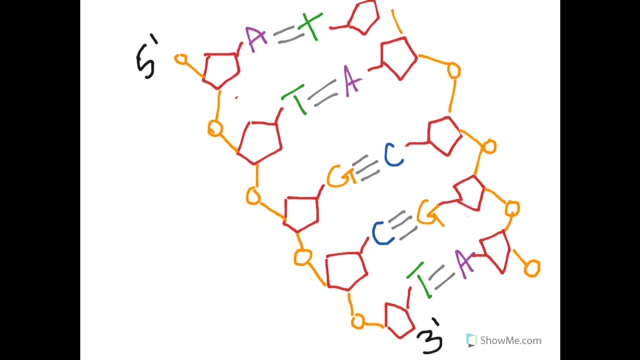 5'
A T
T A
G C
C G
T A
3'
ShowMe.com